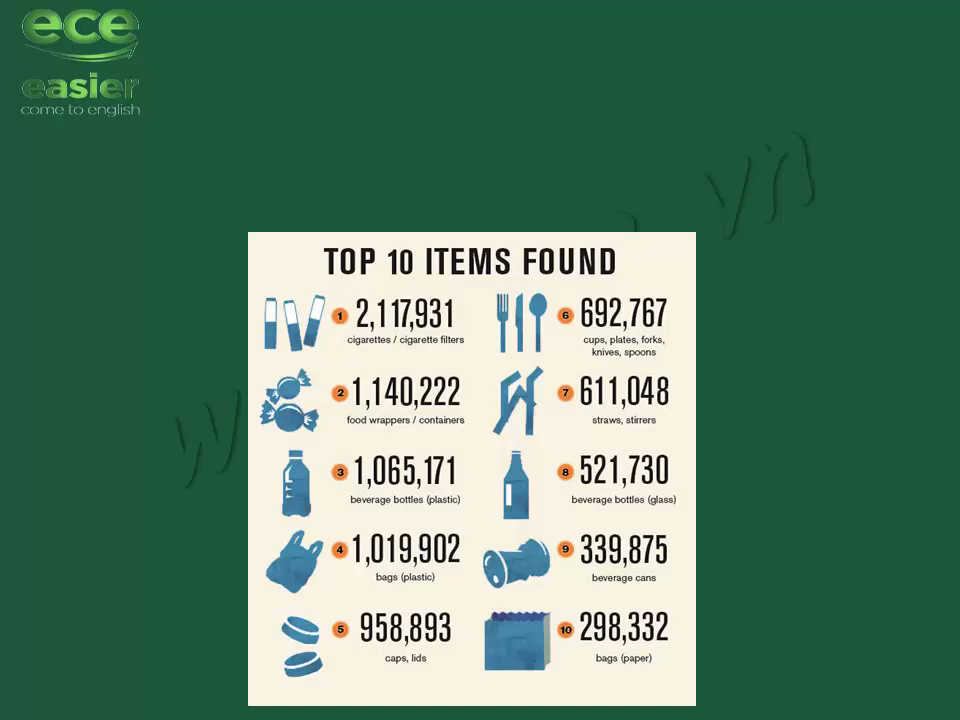 ece
easier
come to english
TOP 10 ITEMS FOUND
1 2,117,931
cigarettes / cigarette filters
2 1,140,222
food wrappers / containers
3 1,065,171
beverage bottles (plastic)
4 1,019,902
bags (plastic)
5 958,893
caps, lids
6 692,767
cups, plates, forks,
knives, spoons
7 611,048
straws, stirrers
8 521,730
beverage bottles (glass)
9 339,875
beverage cans
10 298,332
bags (paper)